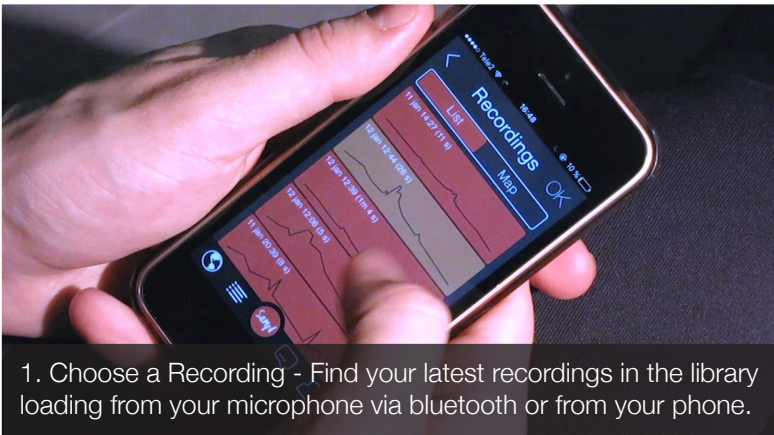 Tele2 16:48 10 %
Recordings OK
List Map
11 jan 14:27 (11 s)
12 jan 12:44 (26 s)
12 jan 12:39 (1m 4 s)
12 jan 12:08 (5 s)
11 jan 20:39 (8 s)
1. Choose a Recording - Find your latest recordings in the library
loading from your microphone via bluetooth or from your phone.